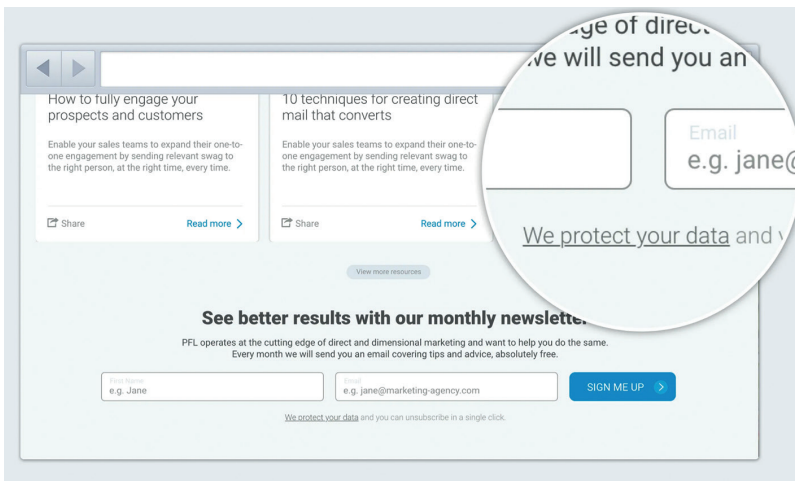 How to fully engage your
prospects and customers
Enable your sales teams to expand their one-to-
one engagement by sending relevant swag to
the right person, at the right time, every time.
Share
Read more
10 techniques for creating direct
mail that converts
Enable your sales teams to expand their one-to-
one engagement by sending relevant swag to
the right person, at the right time, every time.
Share
Read more
View more resources
See better results with our monthly newsletter
PFL operates at the cutting edge of direct and dimensional marketing and want to help you do the same.
Every month we will send you an email covering tips and advice, absolutely free.
First Name
e.g. Jane
Email
e.g. jane@marketing-agency.com
SIGN ME UP
We protect your data and you can unsubscribe in a single click.
of direct
we will send you an
Email
e.g. jane@
We protect your data and